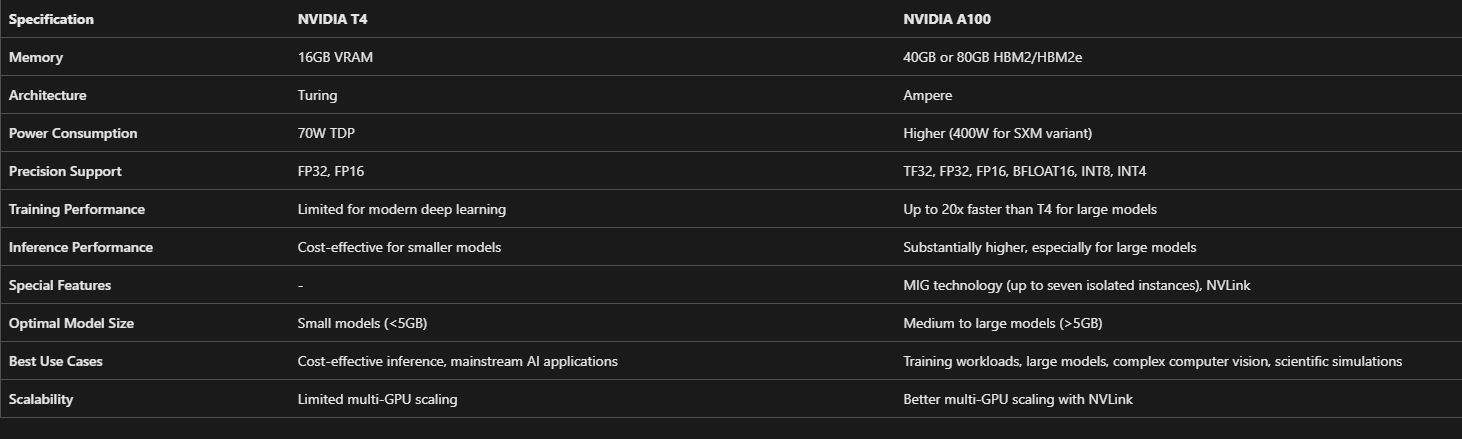 Specification NVIDIA T4 NVIDIA A100
Memory 16GB VRAM 40GB or 80GB HBM2/HBM2e
Architecture Turing Ampere
Power Consumption 70W TDP Higher (400W for SXM variant)
Precision Support FP32, FP16 TF32, FP32, FP16, BFLOAT16, INT8, INT4
Training Performance Limited for modern deep learning Up to 20x faster than T4 for large models
Inference Performance Cost-effective for smaller models Substantially higher, especially for large models
Special Features - MIG technology (up to seven isolated instances), NVLink
Optimal Model Size Small models (<5GB) Medium to large models (>5GB)
Best Use Cases Cost-effective inference, mainstream AI applications Training workloads, large models, complex computer vision, scientific simulations
Scalability Limited multi-GPU scaling Better multi-GPU scaling with NVLink